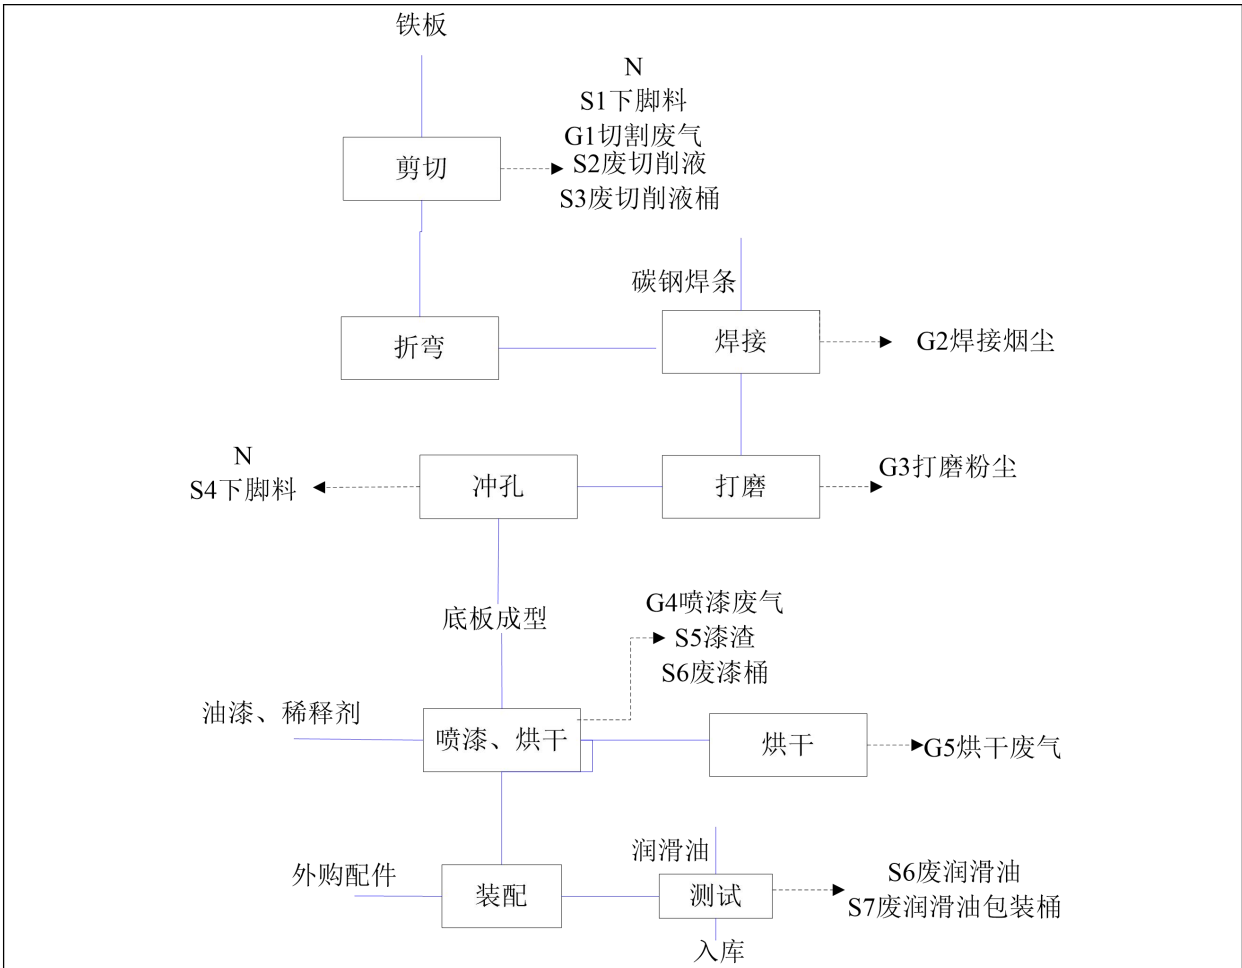 铁板
N
S1下脚料
G1切割废气
剪切
S2废切削液
S3废切削液桶
碳钢焊条
折弯
焊接
G2焊接烟尘
N
S4下脚料
冲孔
打磨
G3打磨粉尘
底板成型
G4喷漆废气
S5漆渣
S6废漆桶
油漆、稀释剂
喷漆、烘干
烘干
G5烘干废气
外购配件
装配
润滑油
测试
S6废润滑油
S7废润滑油包装桶
入库